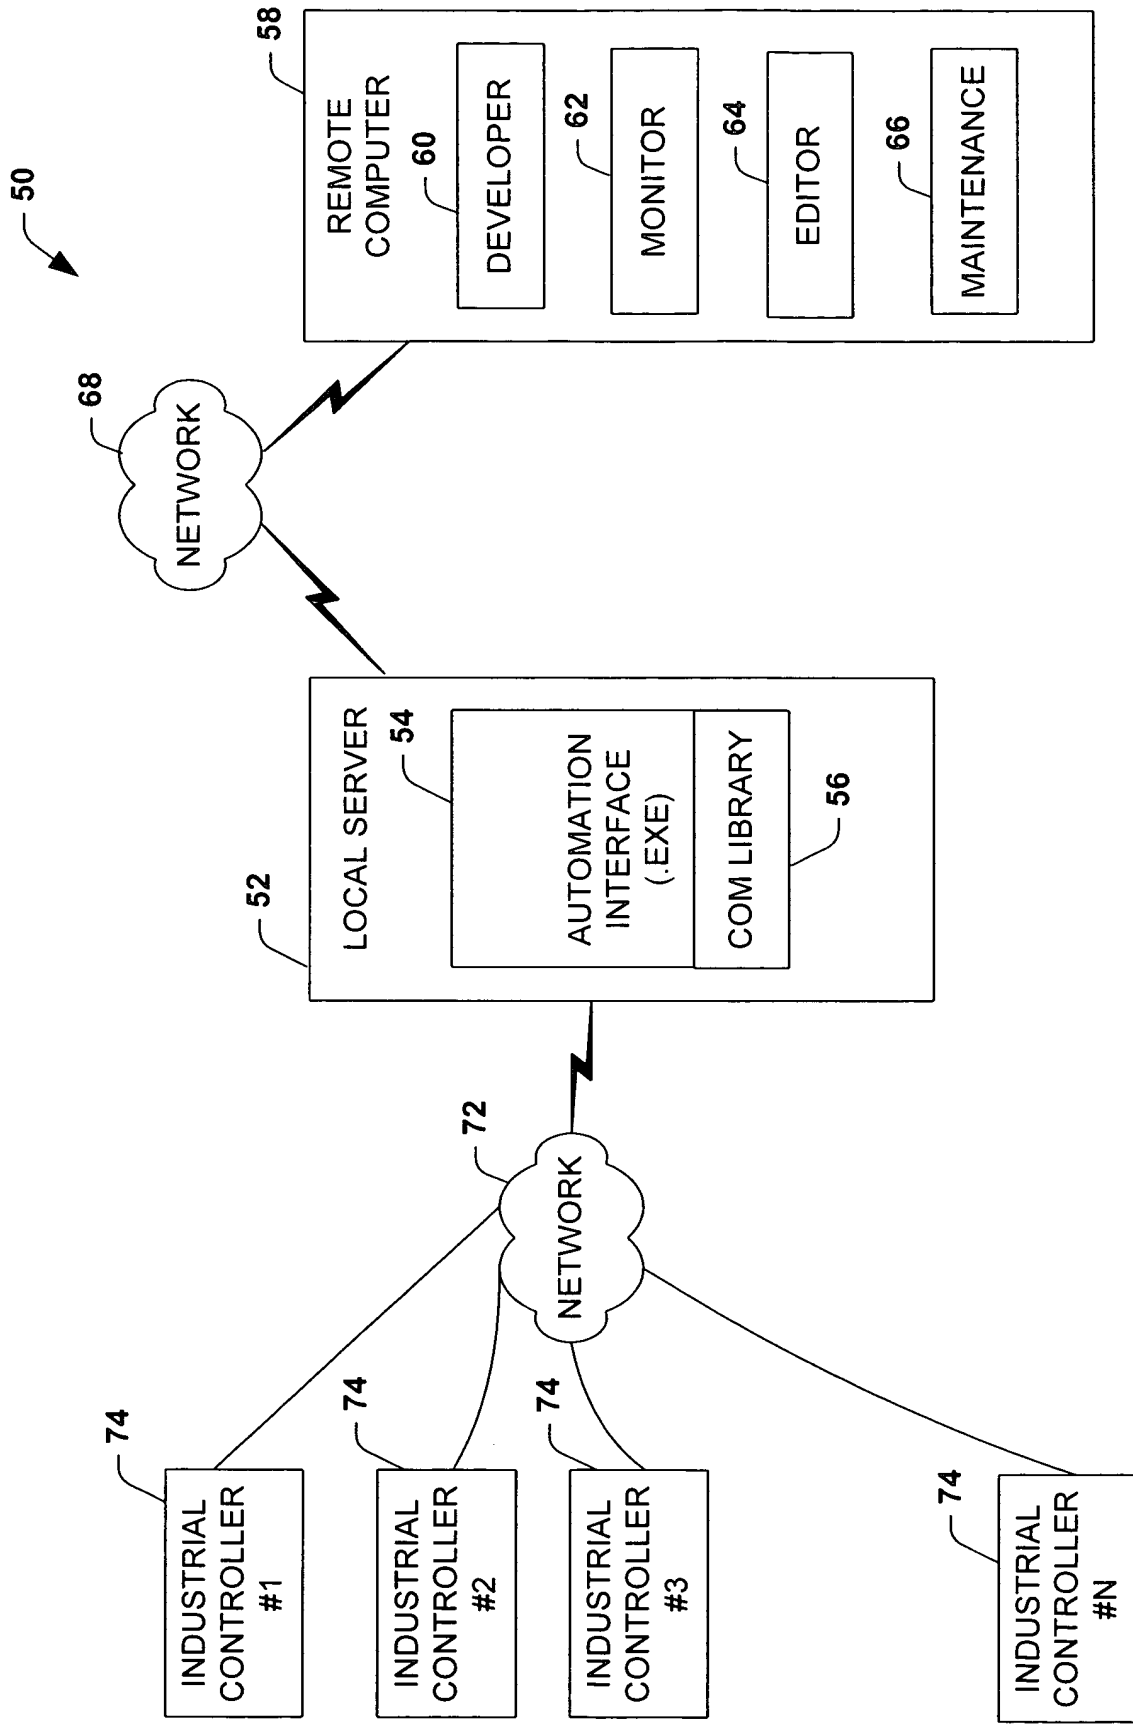 50
74
INDUSTRIAL
CONTROLLER
#1
74
INDUSTRIAL
CONTROLLER
#2
74
INDUSTRIAL
CONTROLLER
#3
74
INDUSTRIAL
CONTROLLER
#N
72
NETWORK
52
LOCAL SERVER
54
AUTOMATION
INTERFACE
(.EXE)
COM LIBRARY
56
68
NETWORK
58
REMOTE
COMPUTER
60
DEVELOPER
62
MONITOR
64
EDITOR
66
MAINTENANCE